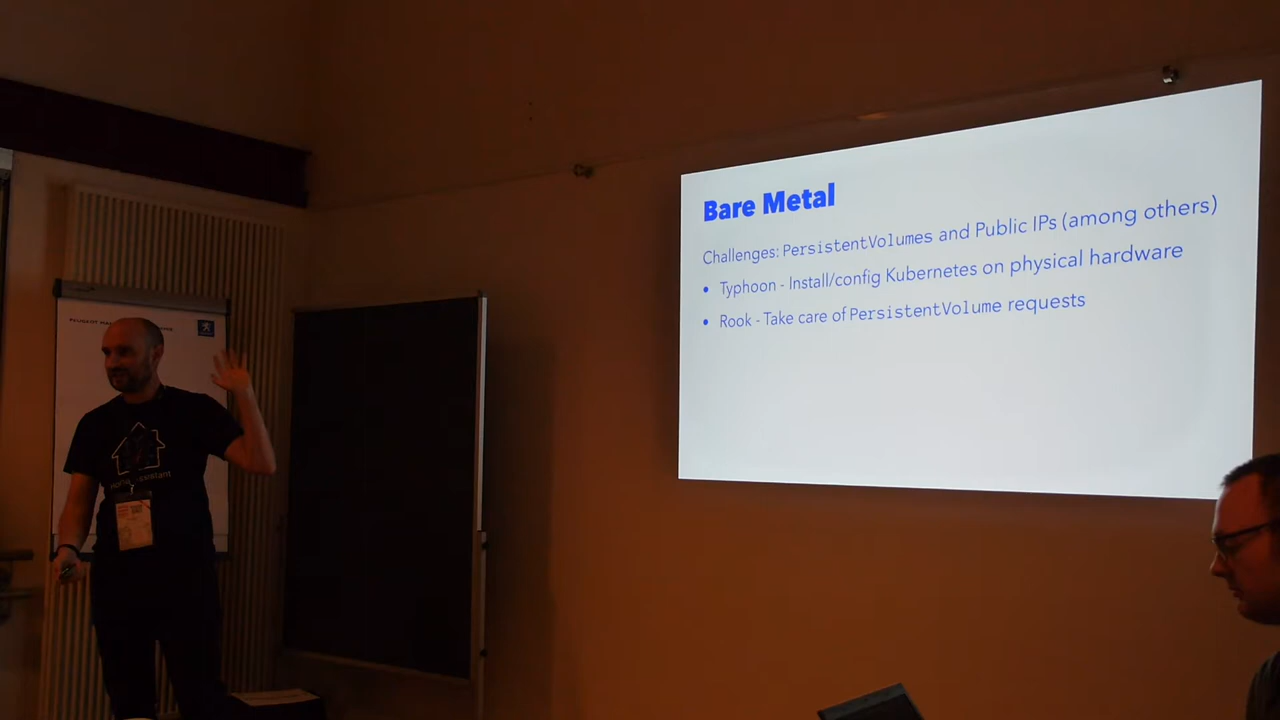 Bare Metal
Challenges: PersistentVolumes and Public IPs (among others)
• Typhoon - Install/config Kubernetes on physical hardware
• Rook - Take care of PersistentVolume requests